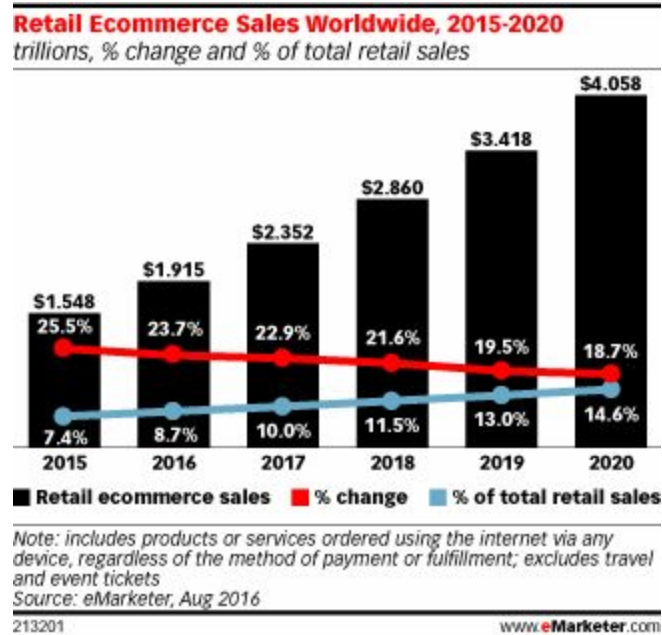 Retail Ecommerce Sales Worldwide, 2015-2020
trillions, % change and % of total retail sales
$4.058
$3.418
$2.860
$2.352
$1.915
$1.548
25.5% 23.7% 22.9% 21.6% 19.5% 18.7%
7.4% 8.7% 10.0% 11.5% 13.0% 14.6%
2015 2016 2017 2018 2019 2020
Retail ecommerce sales % change % of total retail sales
Note: includes products or services ordered using the internet via any
device, regardless of the method of payment or fulfillment; excludes travel
and event tickets
Source: eMarketer, Aug 2016
213201 www.eMarketer.com